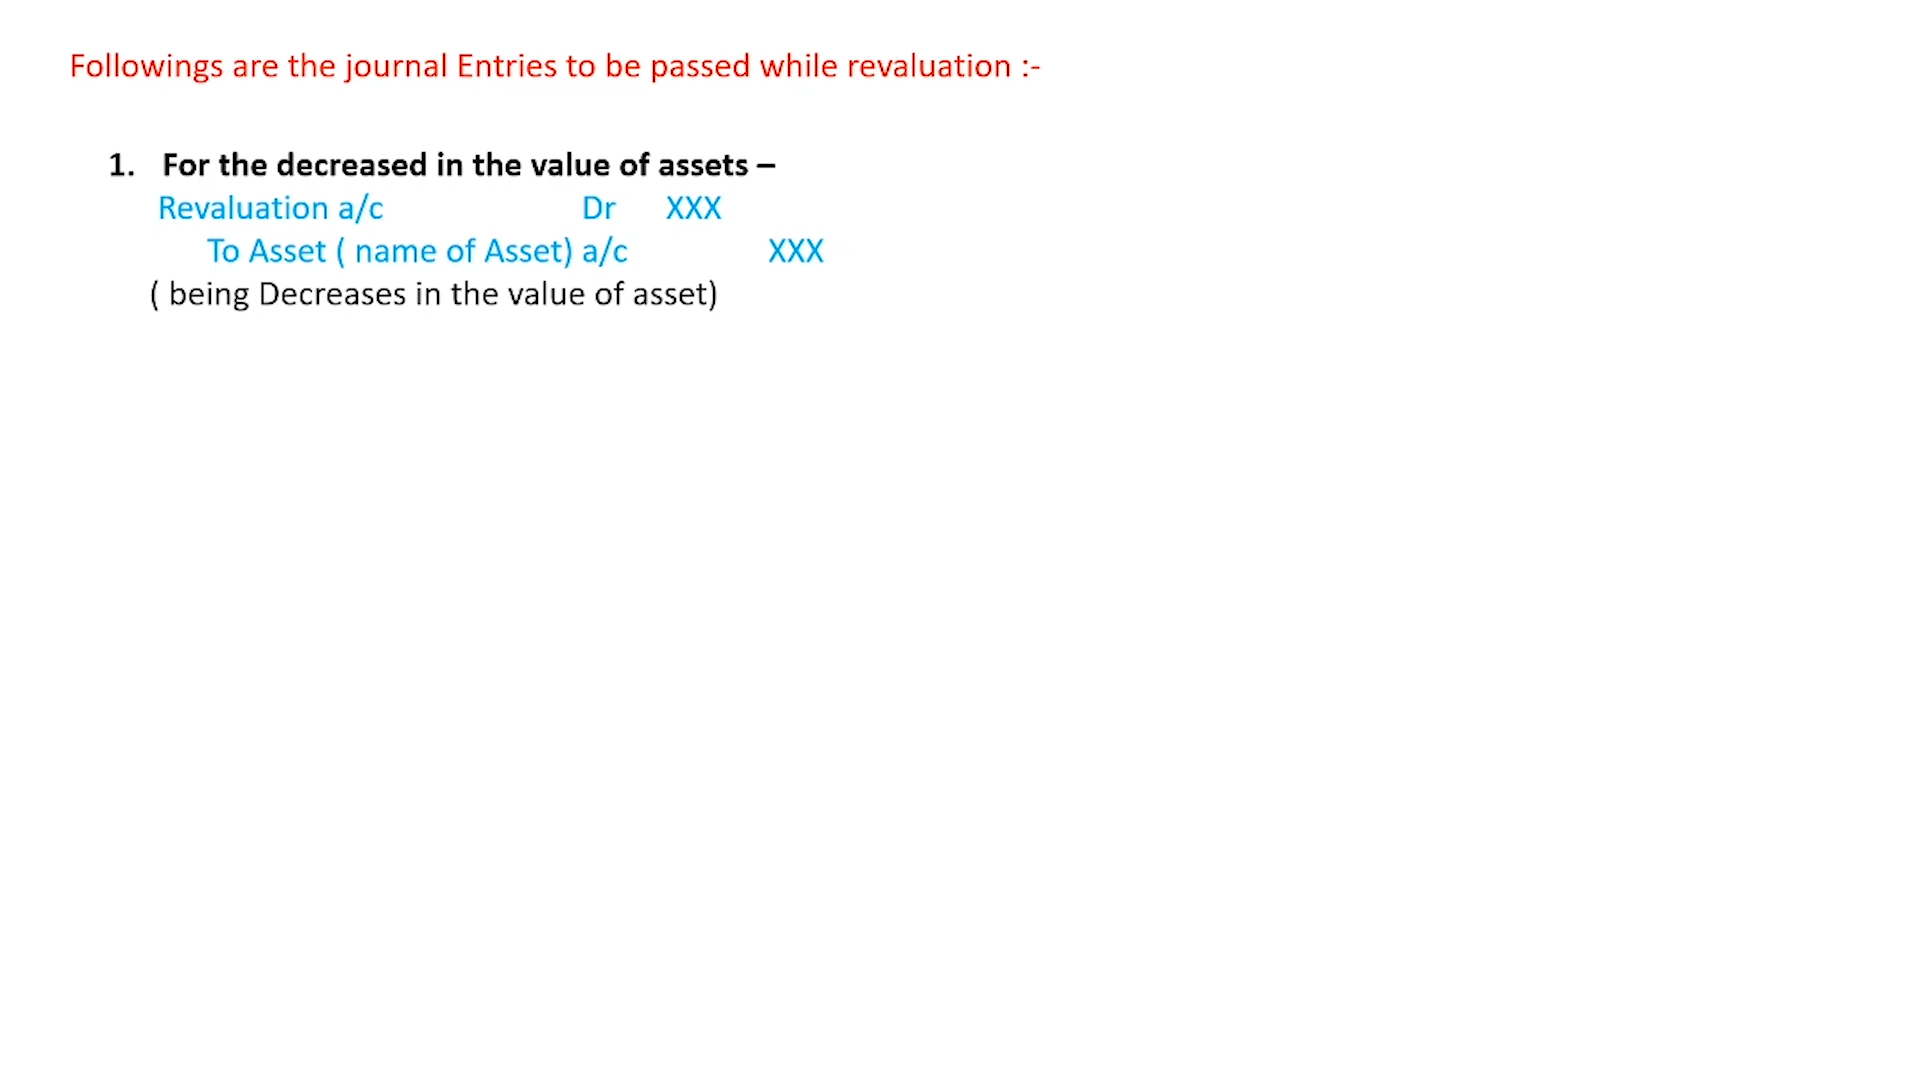 Followings are the journal Entries to be passed while revaluation :-
1. For the decreased in the value of assets –
Revaluation a/c Dr XXX
To Asset ( name of Asset) a/c XXX
( being Decreases in the value of asset)